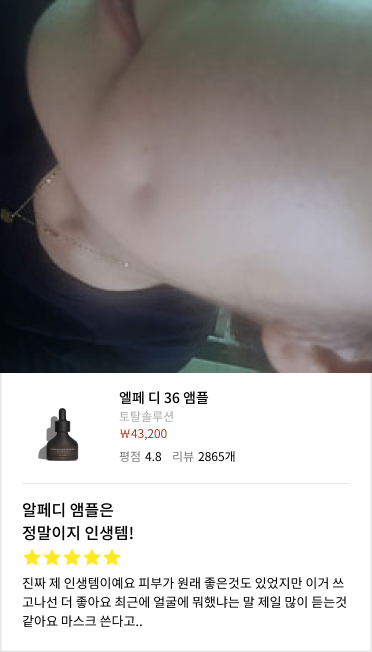 엘페 디 36 앰플
토탈솔루션
₩43,200
평점 4.8 리뷰 2865개
알페디 앰플은
정말이지 인생템!
진짜 제 인생템이예요 피부가 원래 좋은것도 있었지만 이거 쓰
고나선 더 좋아요 최근에 얼굴에 뭐했냐는 말 제일 많이 듣는것
같아요 마스크 쓴다고..